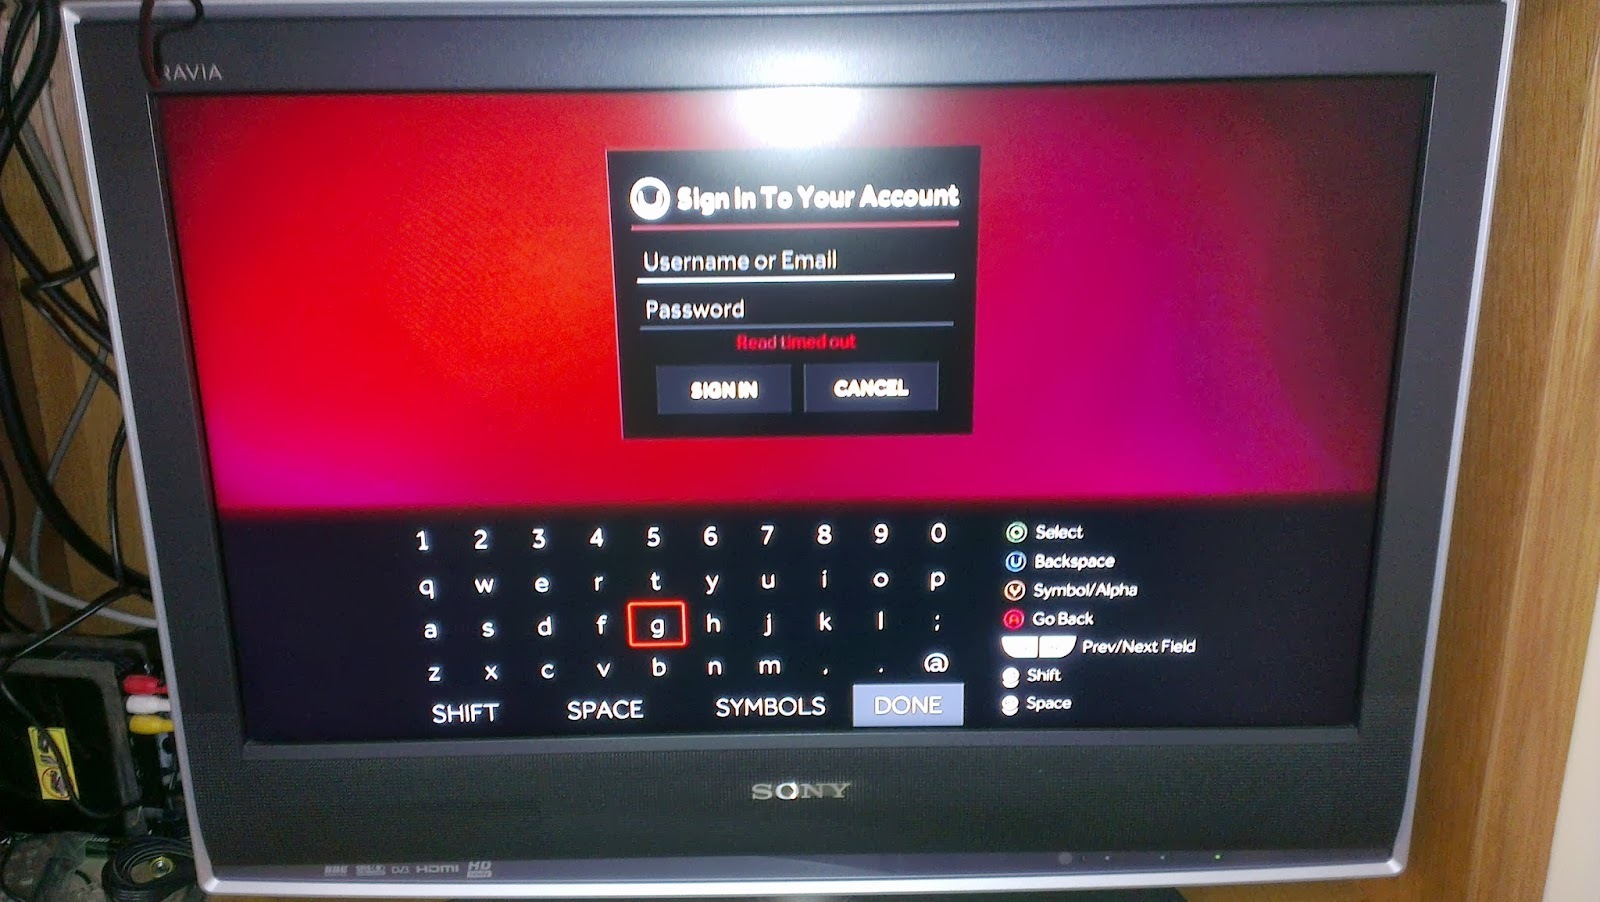 RAVIA
Sign In To Your Account
Username or Email
Password
Read timed out
SIGN IN CANCEL
1 2 3 4 5 6 7 8 9 0
q w e r t y u i o p
a s d f g h j k l ;
z x c v b n m , . @
SHIFT SPACE SYMBOLS DONE
O Select
U Backspace
Y Symbol/Alpha
A Go Back
Prev/Next Field
Shift
Space
SONY
DVB HDMI HD